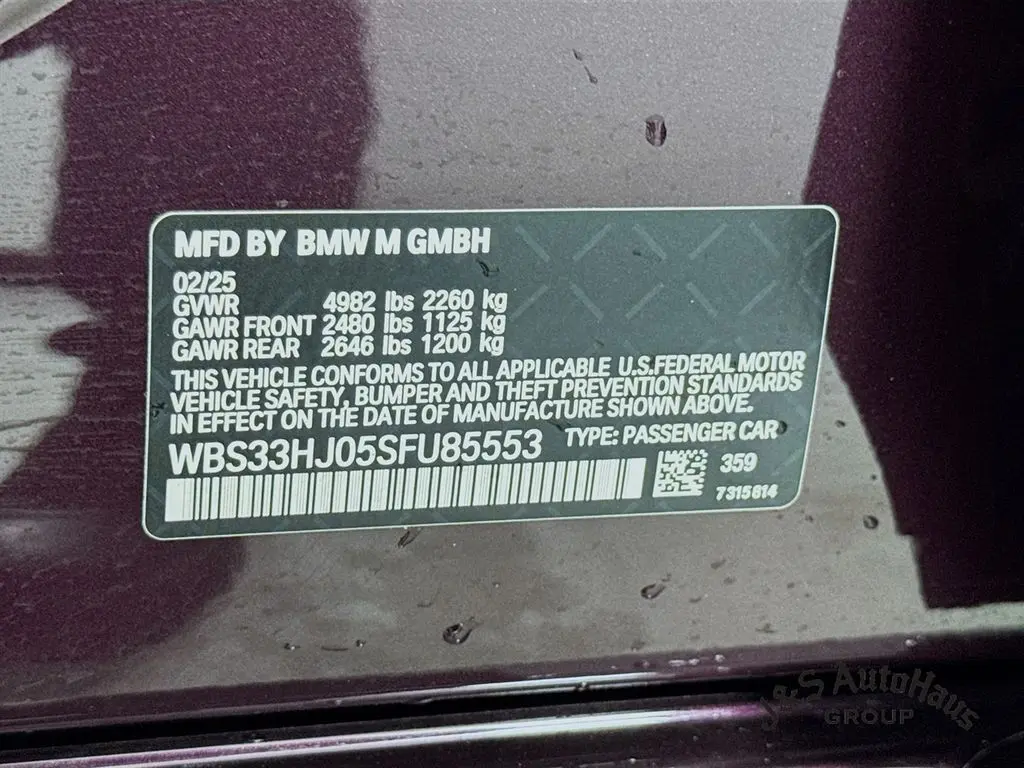 MFD BY BMW M GMBH
02/25
GVWR 4982 lbs 2260 kg
GAWR FRONT 2480 lbs 1125 kg
GAWR REAR 2646 lbs 1200 kg
THIS VEHICLE CONFORMS TO ALL APPLICABLE U.S.FEDERAL MOTOR
VEHICLE SAFETY, BUMPER AND THEFT PREVENTION STANDARDS
IN EFFECT ON THE DATE OF MANUFACTURE SHOWN ABOVE.
WBS33HJ05SFU85553 TYPE: PASSENGER CAR
359
7315814
J&S AutoHaus
GROUP